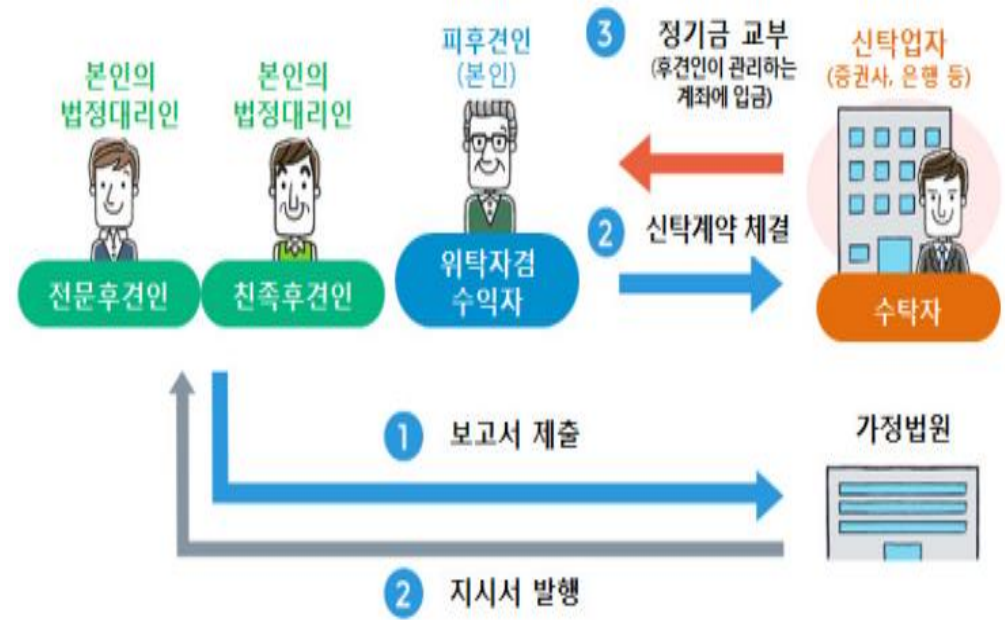 본인의
법정대리인
전문후견인
본인의
법정대리인
친족후견인
피후견인
(본인)
위탁자겸
수익자
3 정기금 교부
(후견인이 관리하는
계좌에 입금)
2 신탁계약 체결
신탁업자
(증권사, 은행 등)
수탁자
1 보고서 제출
가정법원
2 지시서 발행